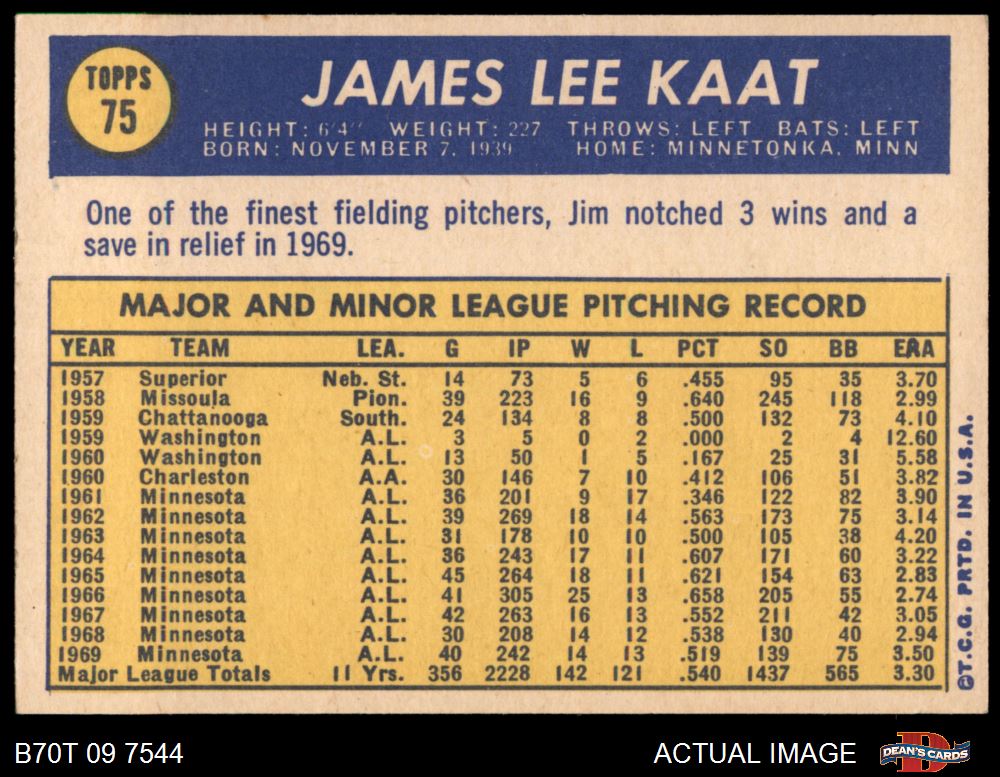 TOPPS
75
JAMES LEE KAAT
HEIGHT: 6'4" WEIGHT: 227 THROWS: LEFT BATS: LEFT
BORN: NOVEMBER 7, 1939 HOME: MINNETONKA, MINN
One of the finest fielding pitchers, Jim notched 3 wins and a
save in relief in 1969.
MAJOR AND MINOR LEAGUE PITCHING RECORD
YEAR TEAM LEA. G IP W L PCT SO BB ERA
1957 Superior Neb. St. 14 73 5 6 .455 95 35 3.70
1958 Missoula Pion. 39 223 16 9 .640 245 118 2.99
1959 Chattanooga South. 24 134 8 8 .500 132 73 4.10
1959 Washington A.L. 3 5 0 2 .000 2 4 12.60
1960 Washington A.L. 13 50 1 5 .167 25 31 5.58
1960 Charleston A.A. 30 146 7 10 .412 106 51 3.82
1961 Minnesota A.L. 36 201 9 17 .346 122 82 3.90
1962 Minnesota A.L. 39 269 18 14 .563 173 75 3.14
1963 Minnesota A.L. 31 178 10 10 .500 105 38 4.20
1964 Minnesota A.L. 36 243 17 11 .607 171 60 3.22
1965 Minnesota A.L. 45 264 18 11 .621 154 63 2.83
1966 Minnesota A.L. 41 305 25 13 .658 205 55 2.74
1967 Minnesota A.L. 42 263 16 13 .552 211 42 3.05
1968 Minnesota A.L. 30 208 14 12 .538 130 40 2.94
1969 Minnesota A.L. 40 242 14 13 .519 139 75 3.50
Major League Totals 11 Yrs. 356 2228 142 121 .540 1437 565 3.30
©T.C.G. PRTD. IN U.S.A.
B70T 09 7544 ACTUAL IMAGE
DEAN'S CARDS